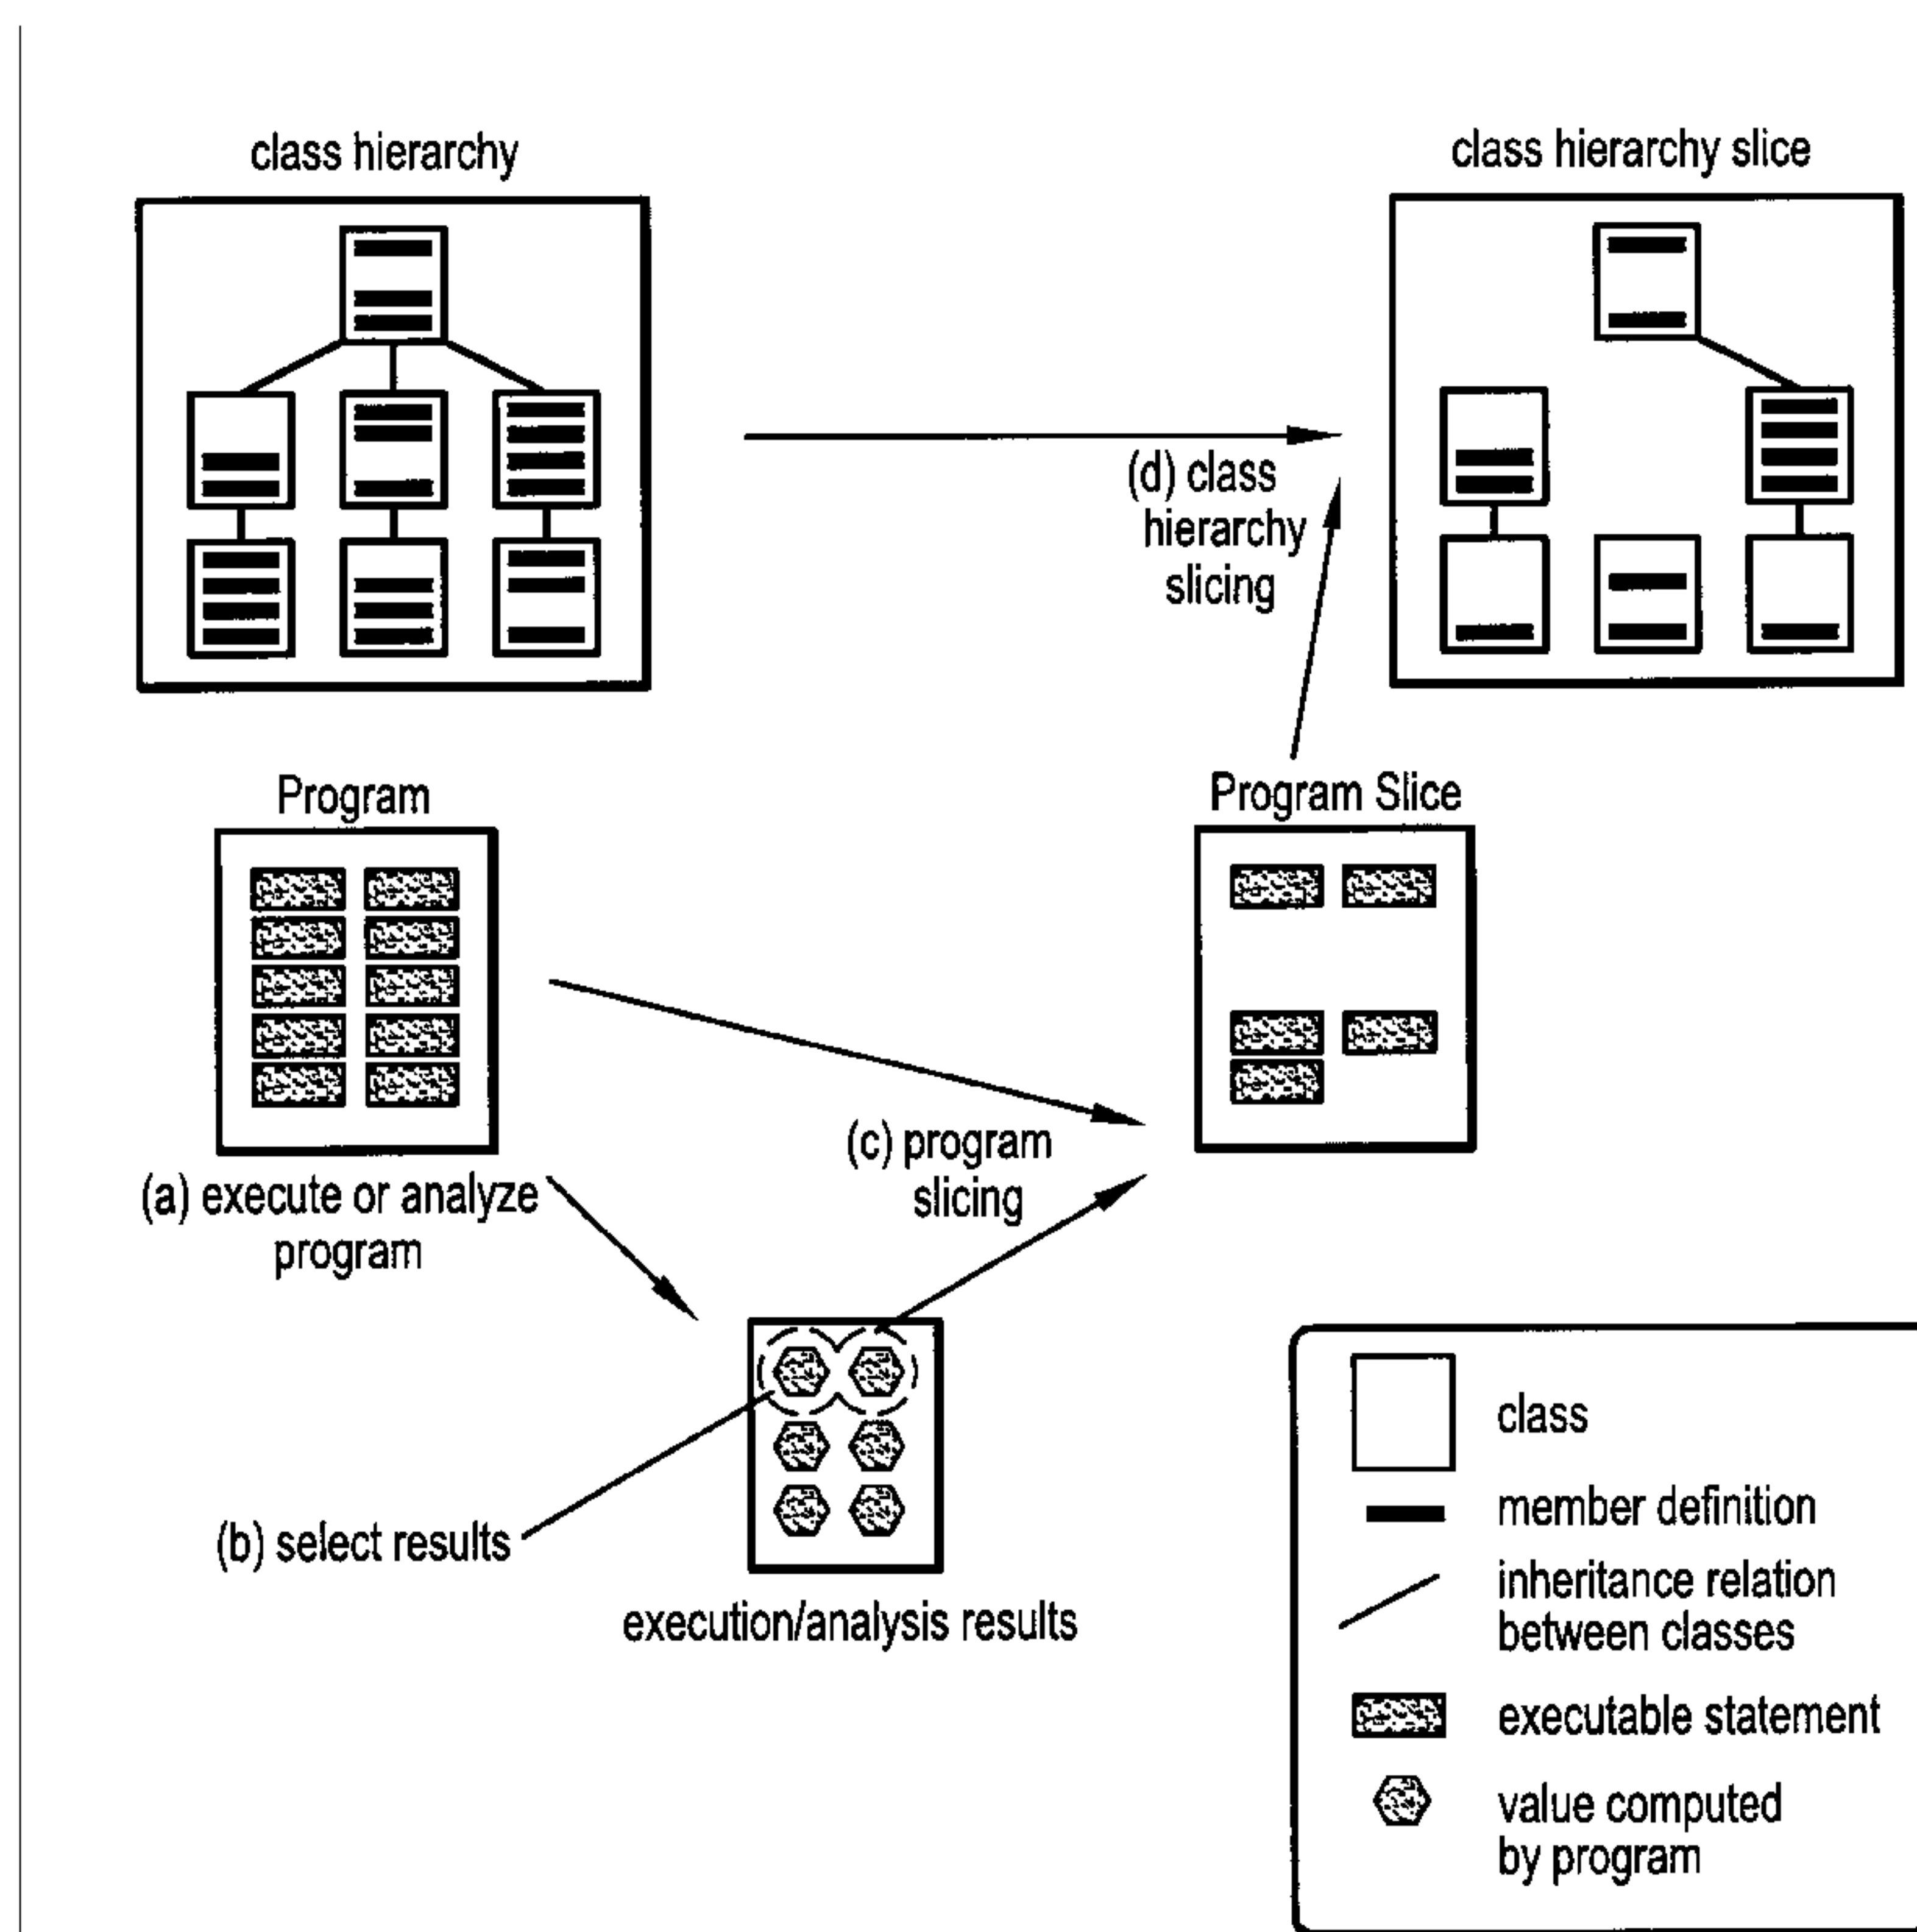 class hierarchy
class hierarchy slice
(d) class
hierarchy
slicing
Program
Program Slice
(c) program
slicing
(a) execute or analyze
program
(b) select results
execution/analysis results
class
member definition
inheritance relation
between classes
executable statement
value computed
by program